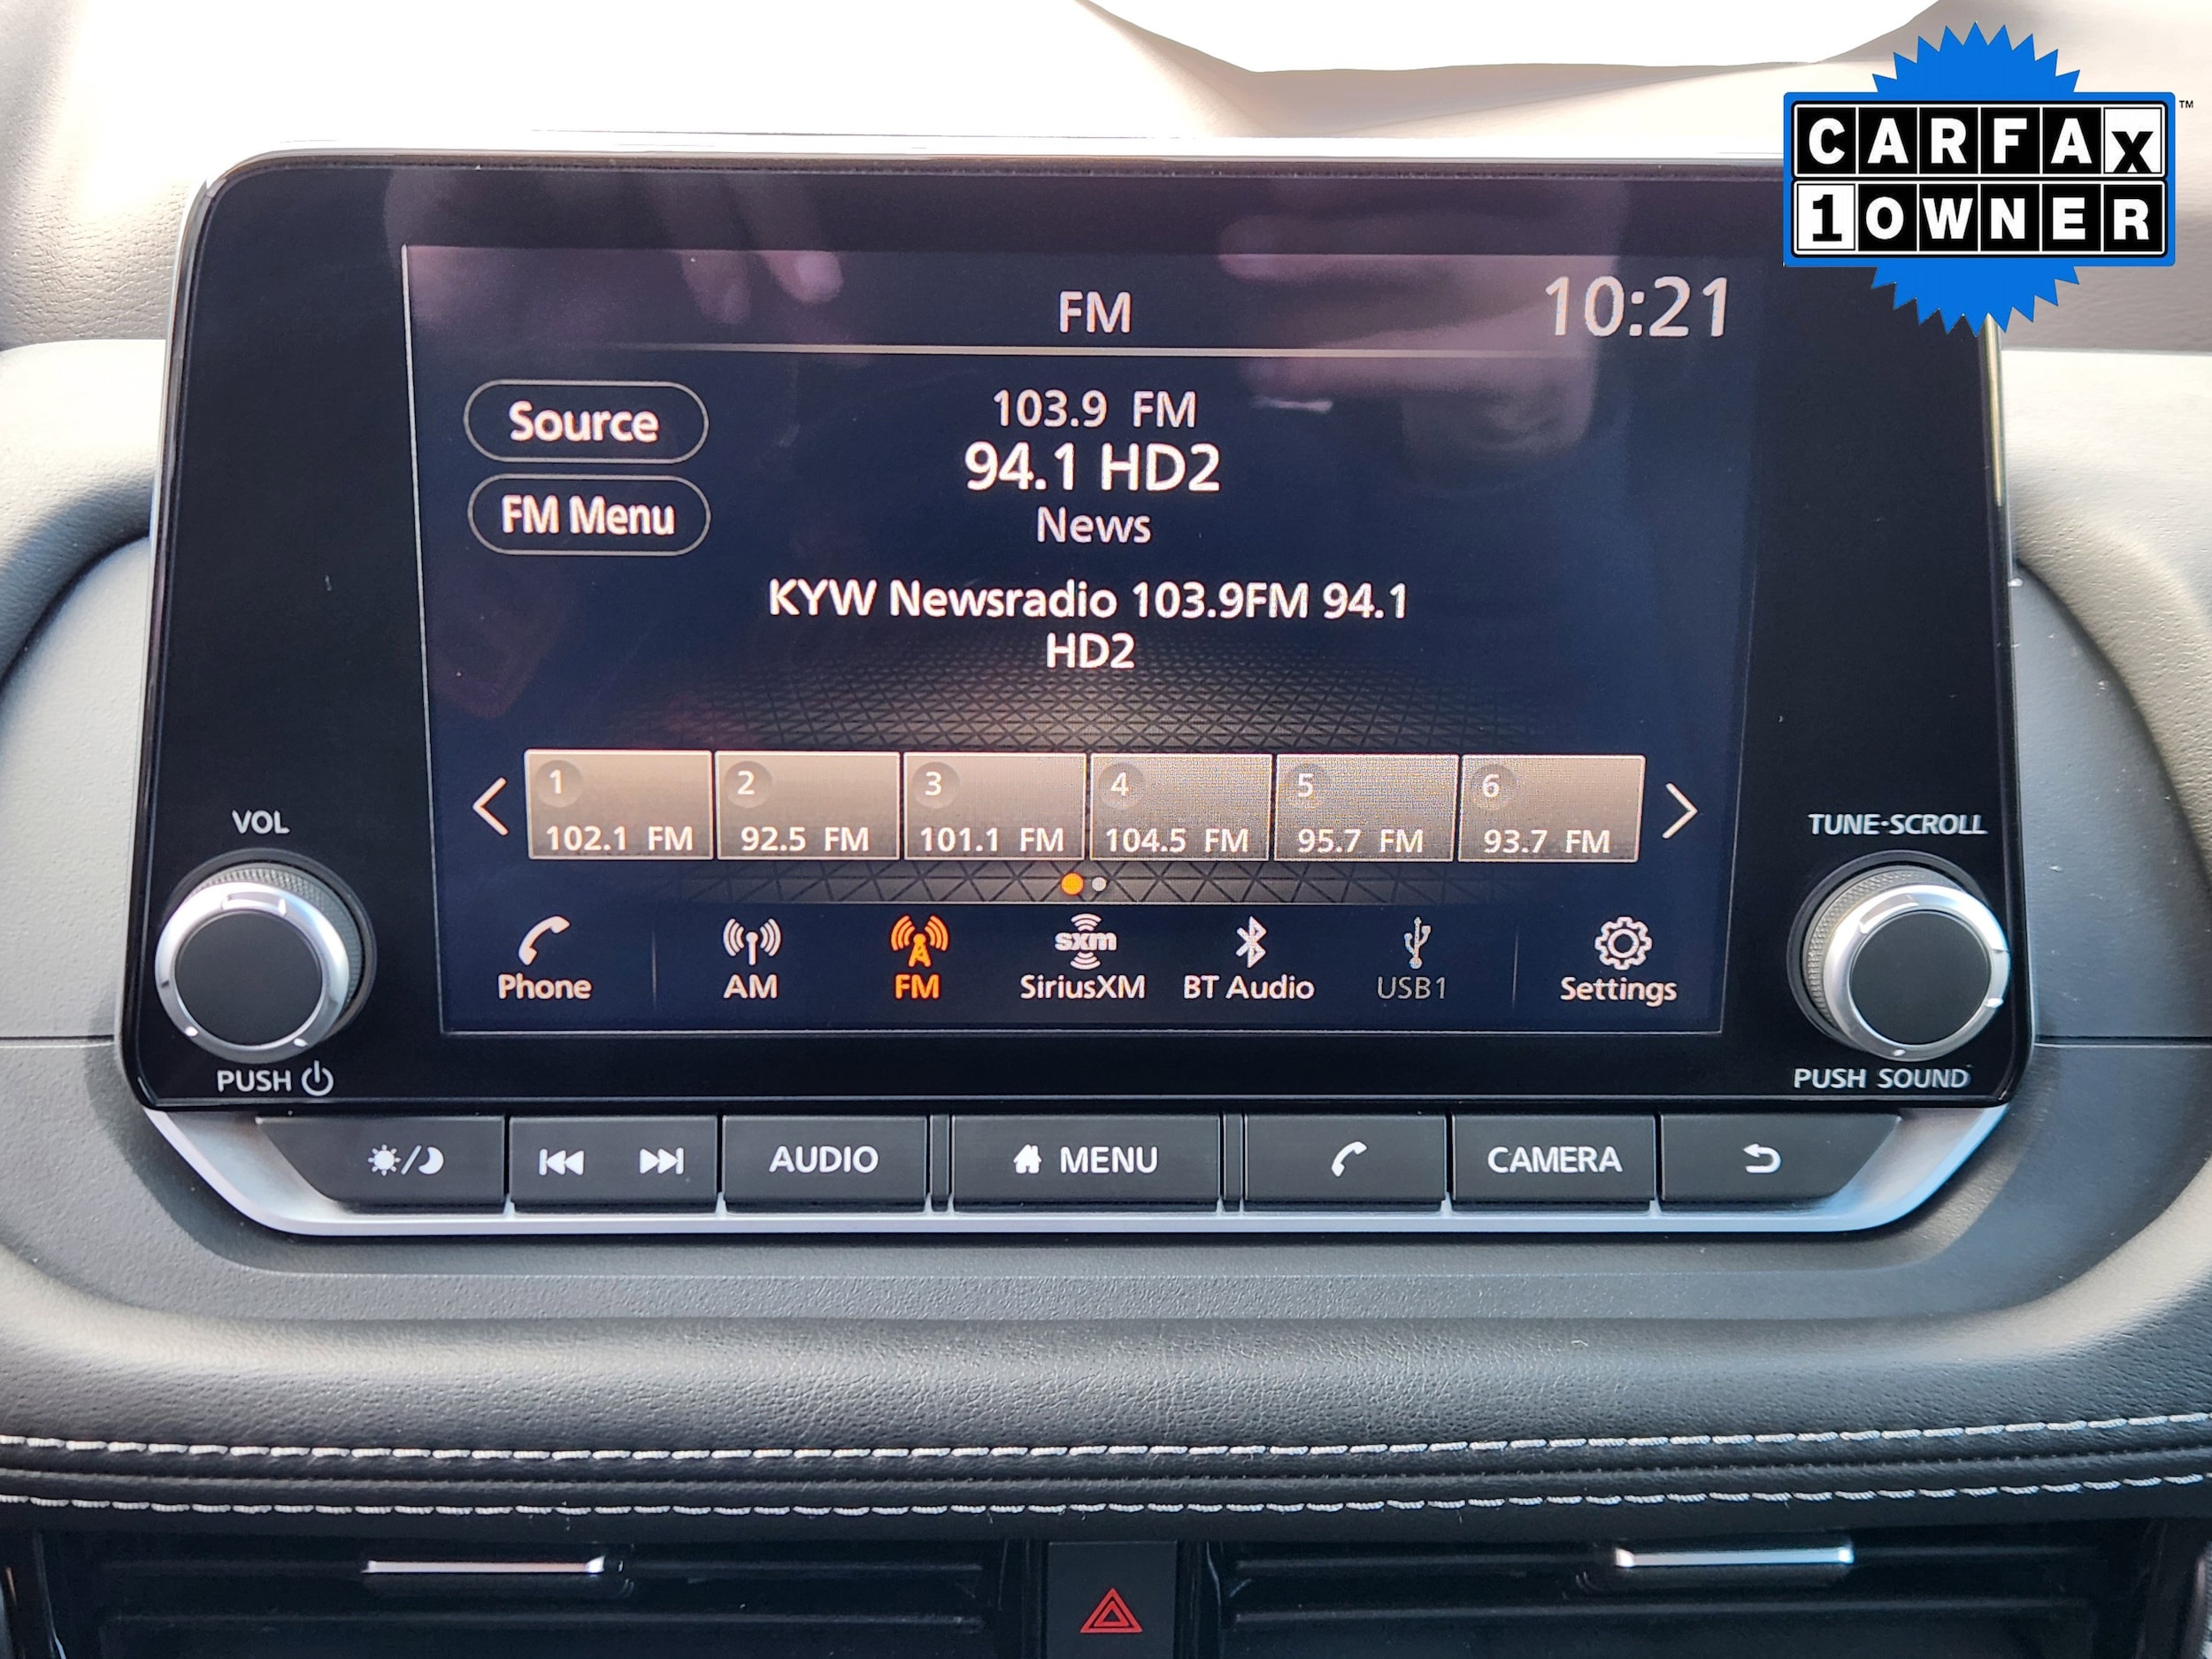 CARFAX™
1 OWNER
FM
10:21
Source
103.9 FM
94.1 HD2
FM Menu
News
KYW Newsradio 103.9FM 94.1
HD2
1
2
3
4
5
6
102.1 FM
92.5 FM
101.1 FM
104.5 FM
95.7 FM
93.7 FM
VOL
TUNE·SCROLL
sxm
Phone
AM
FM
SiriusXM
BT Audio
USB1
Settings
PUSH
PUSH SOUND
AUDIO
MENU
CAMERA